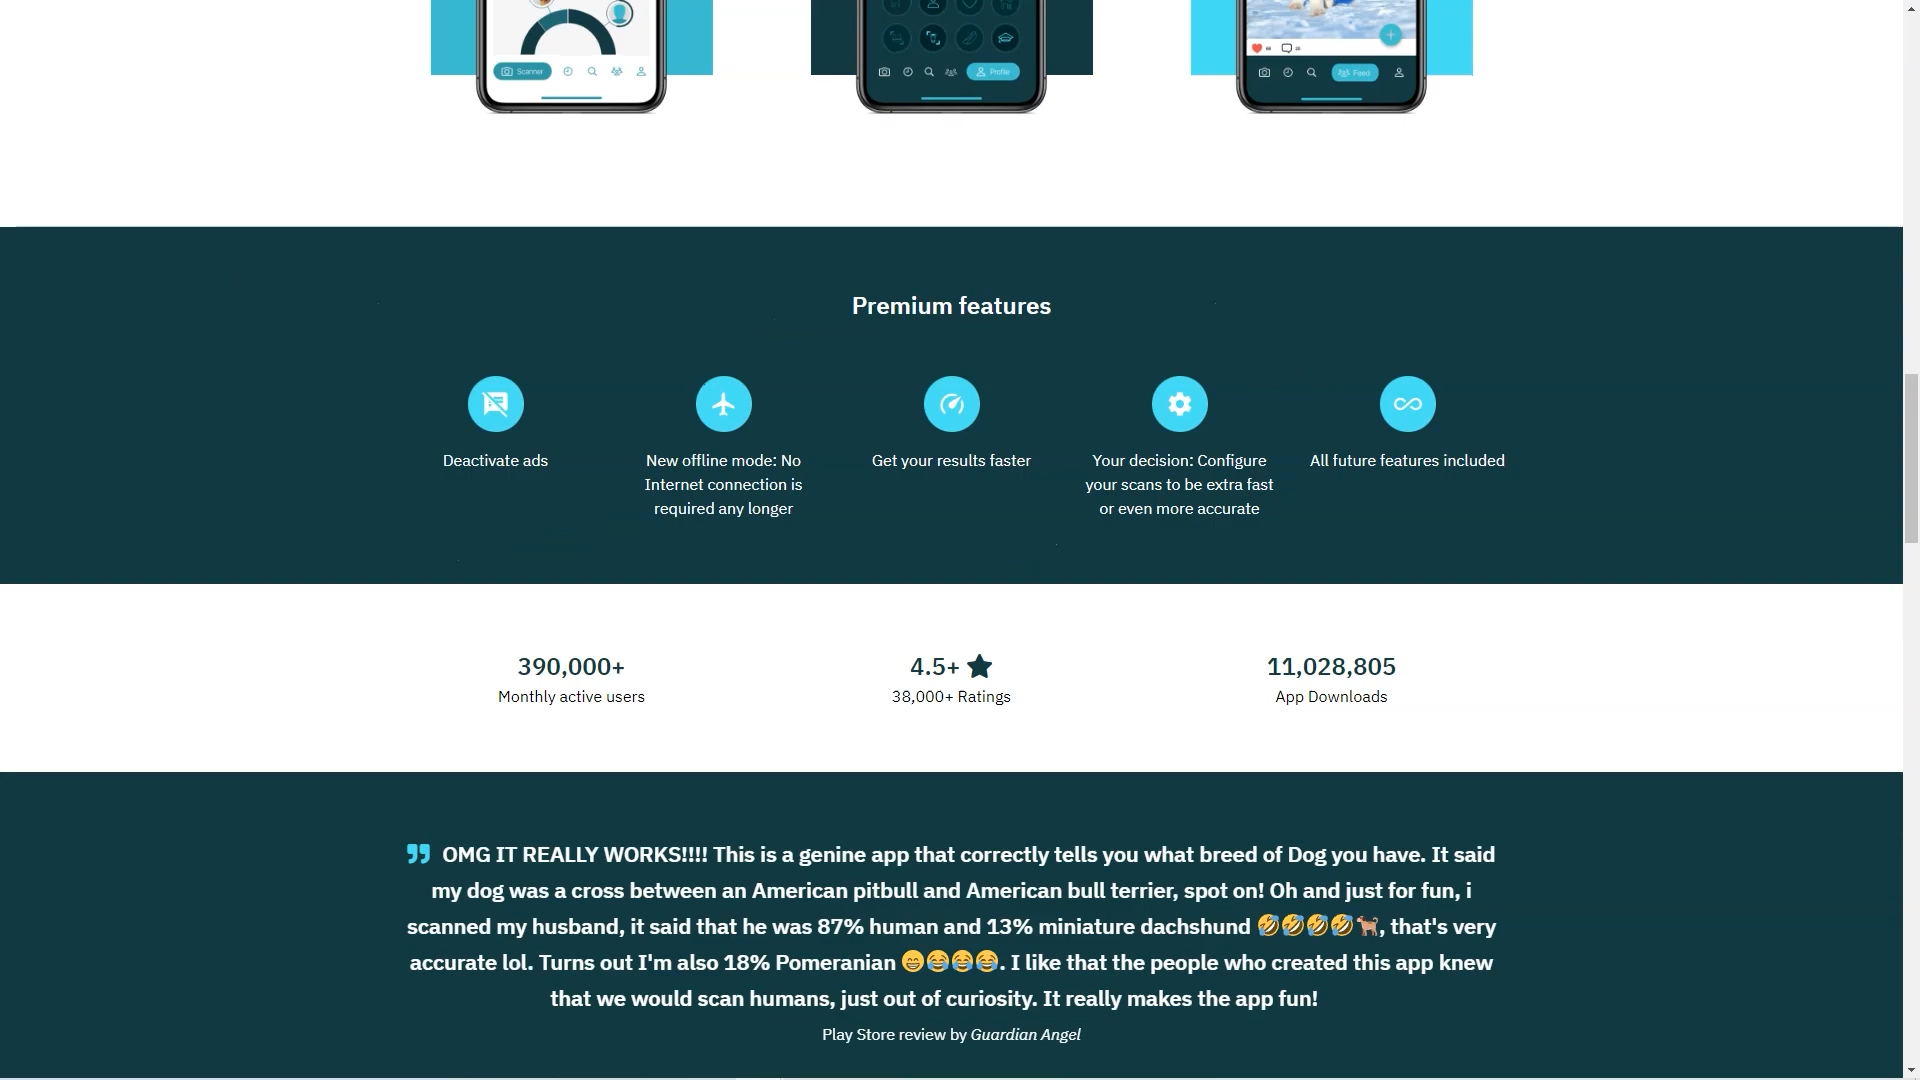 Scanner
Profile
Feed
Premium features
Deactivate ads
New offline mode: No
Internet connection is
required any longer
Get your results faster
Your decision: Configure
your scans to be extra fast
or even more accurate
All future features included
390,000+
Monthly active users
4.5+
38,000+ Ratings
11,028,805
App Downloads
OMG IT REALLY WORKS!!!! This is a genine app that correctly tells you what breed of Dog you have. It said
my dog was a cross between an American pitbull and American bull terrier, spot on! Oh and just for fun, i
scanned my husband, it said that he was 87% human and 13% miniature dachshund 🤣🤣🤣🤣🐕, that's very
accurate lol. Turns out I'm also 18% Pomeranian 😁😂😂😂. I like that the people who created this app knew
that we would scan humans, just out of curiosity. It really makes the app fun!
Play Store review by Guardian Angel